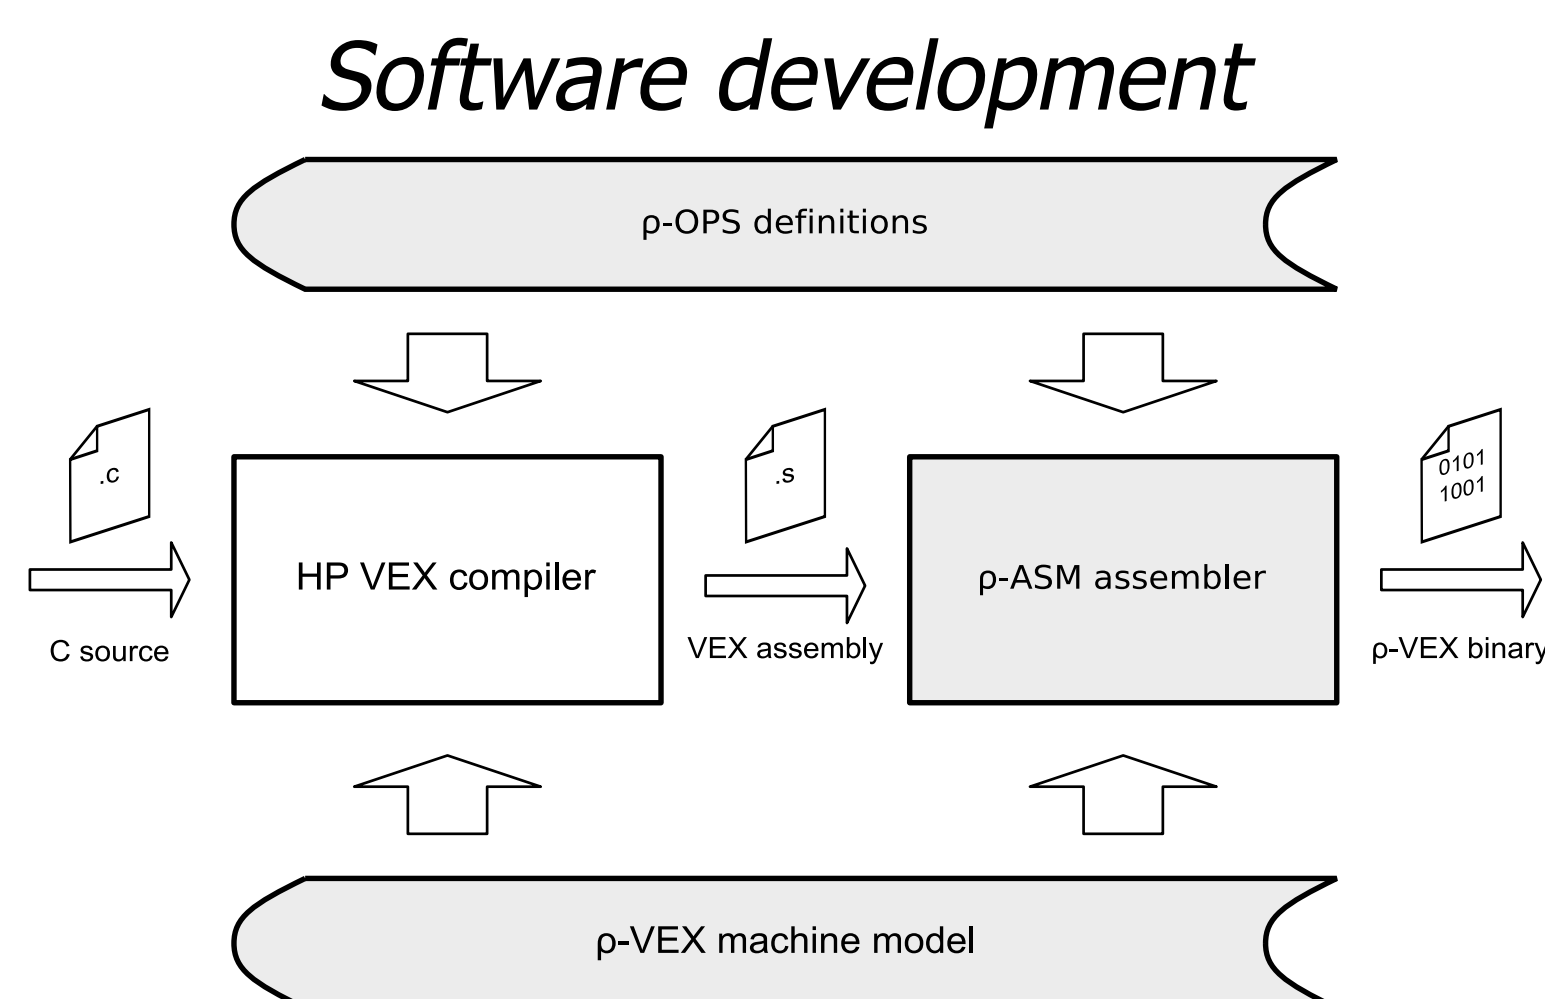 Software development
ρ-OPS definitions
.c
.s
0101
1001
HP VEX compiler
ρ-ASM assembler
C source
VEX assembly
ρ-VEX binary
ρ-VEX machine model